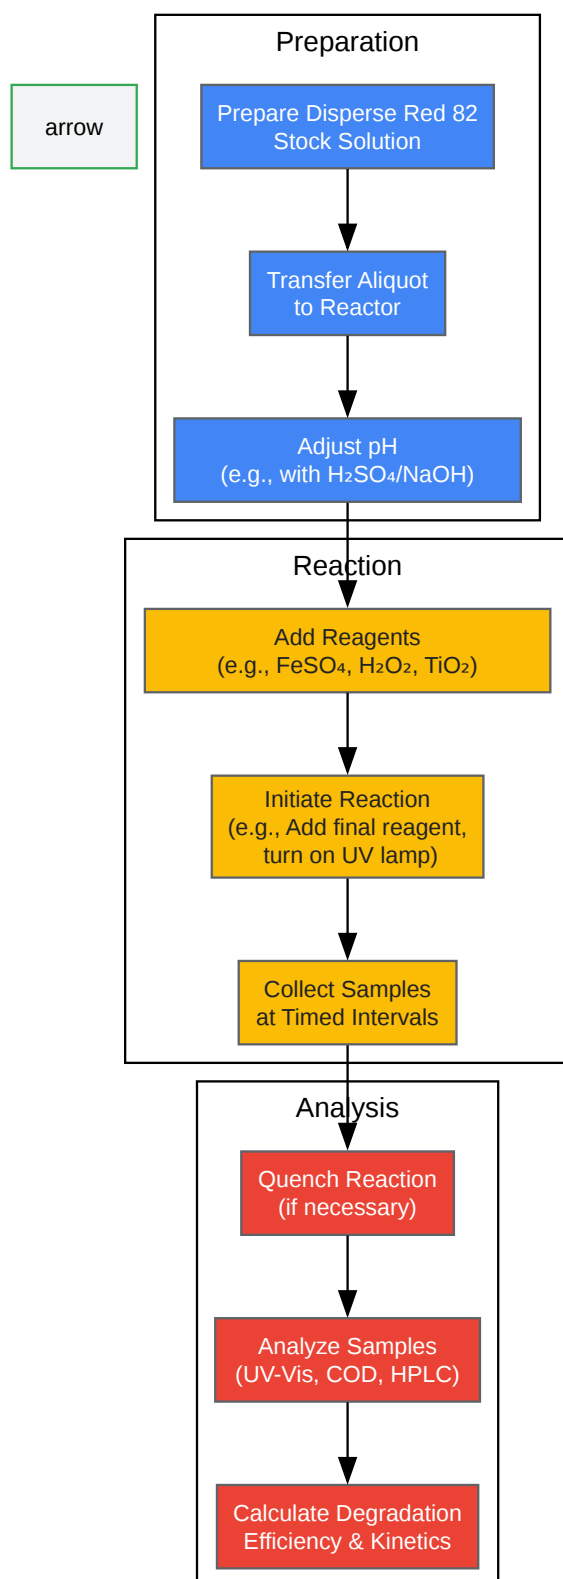 Preparation
arrow
Prepare Disperse Red 82
Stock Solution
Transfer Aliquot
to Reactor
Adjust pH
(e.g., with H₂SO₄/NaOH)
Reaction
Add Reagents
(e.g., FeSO₄, H₂O₂, TiO₂)
Initiate Reaction
(e.g., Add final reagent,
turn on UV lamp)
Collect Samples
at Timed Intervals
Analysis
Quench Reaction
(if necessary)
Analyze Samples
(UV-Vis, COD, HPLC)
Calculate Degradation
Efficiency & Kinetics